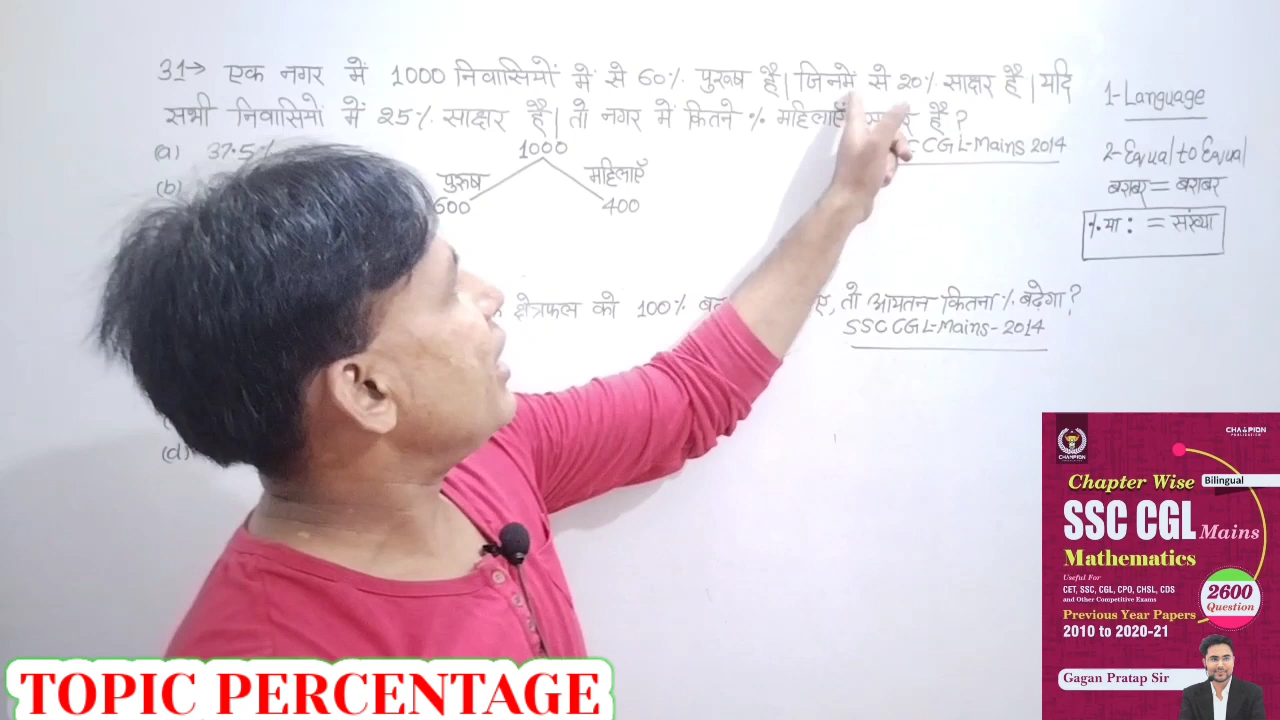 31→ एक नगर में 1000 निवासियों में से 60% पुरूष है| जिनमें से 20% साक्षर है| यदि
सभी निवासियो में 25% साक्षर है| तो नगर में कितने % महिलाएँ है?
(a) 37.5%
1000
SSC CGL-Mains 2014
(b)
पुरूष
महिलाएँ
600
400
क्षेत्रफल को 100% तो आयतन कितना % बढ़ेगा?
SSC CGL-Mains-2014
(d)
1-Language
2-Equal to Equal
बराबर = बराबर
% या : = संख्या
CHAMPION
CHAMPION
PUBLICATION
Chapter Wise Bilingual
SSC CGL Mains
Mathematics
Useful For
CET, SSC, CGL, CPO, CHSL, CDS
and Other Competitive Exams
2600
Question
Previous Year Papers
2010 to 2020-21
Gagan Pratap Sir
TOPIC PERCENTAGE